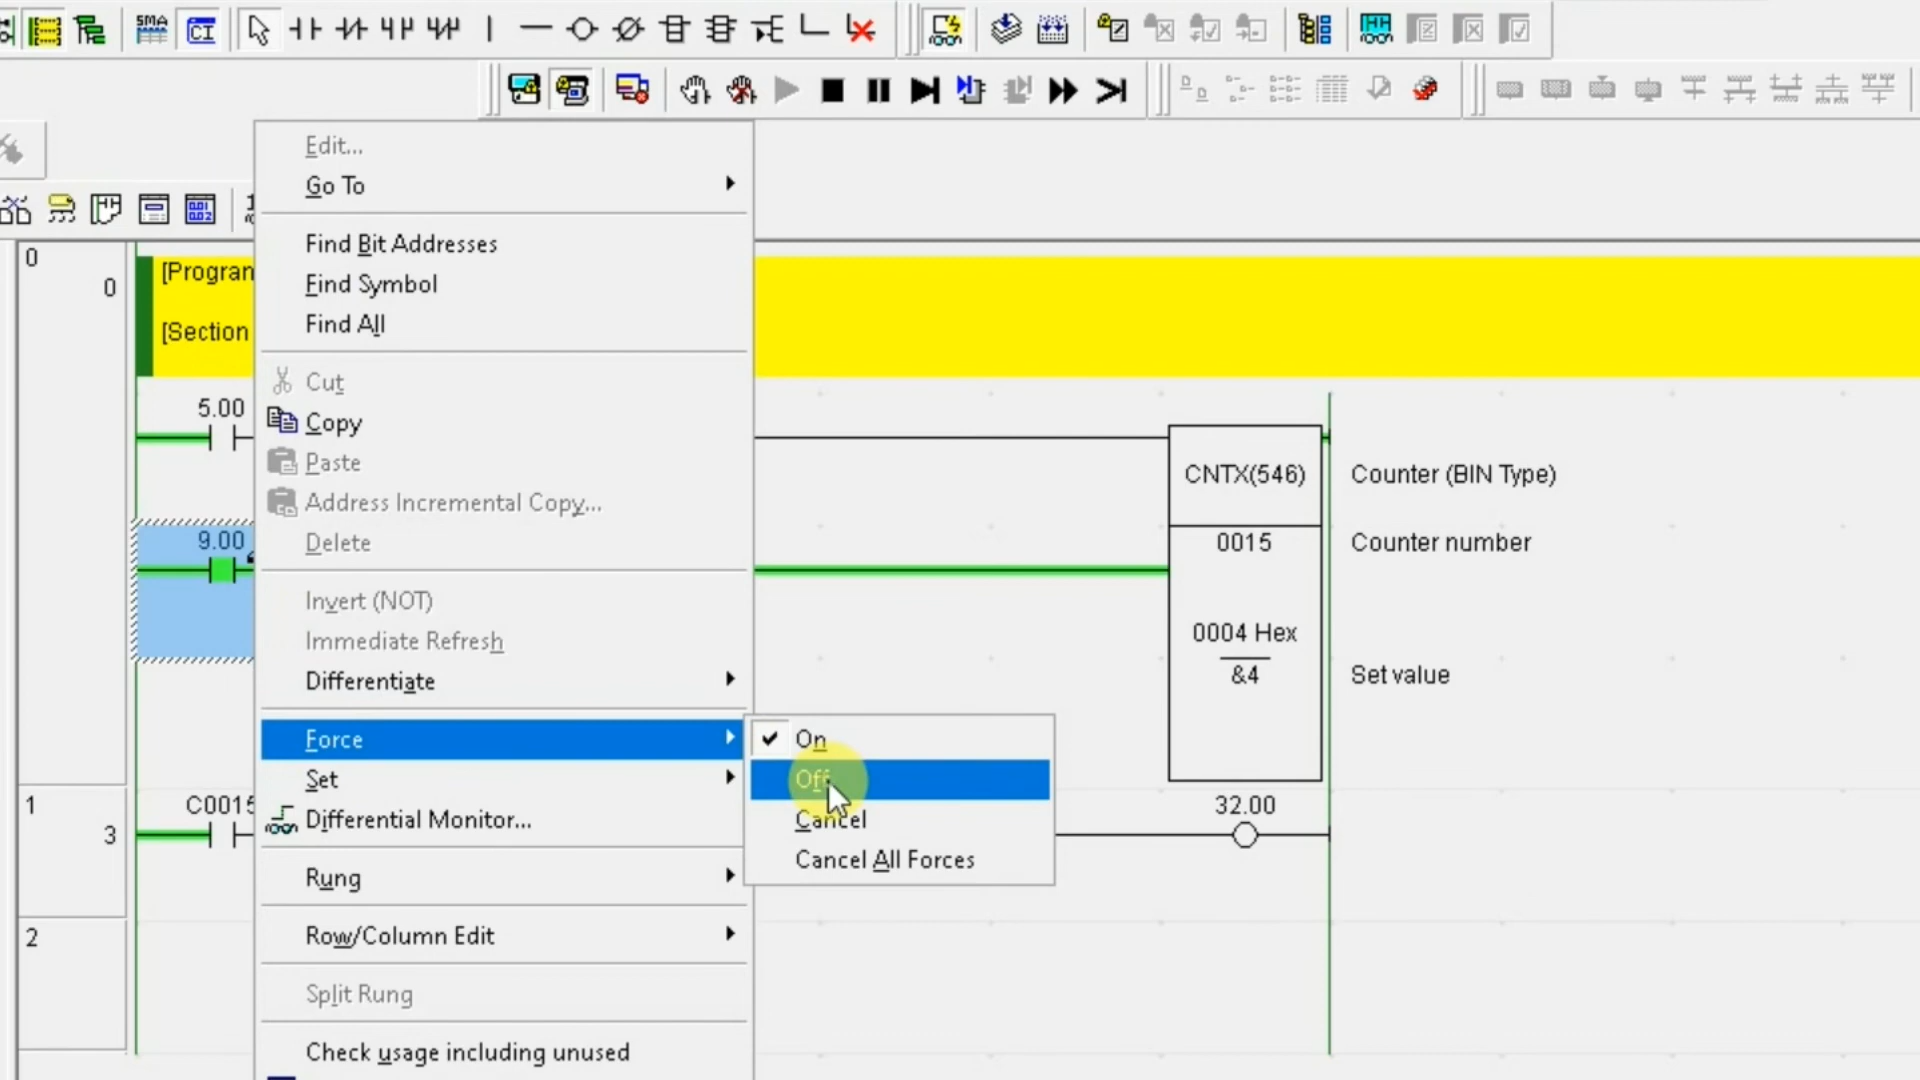 SMA
CI
Edit...
Go To
Find Bit Addresses
Find Symbol
Find All
Cut
Copy
Paste
Address Incremental Copy...
Delete
Invert (NOT)
Immediate Refresh
Differentiate
Force
Set
Differential Monitor...
Rung
Row/Column Edit
Split Rung
Check usage including unused
On
Off
Cancel
Cancel All Forces
0
0
[Program
[Section
5.00
CNTX(546)
Counter (BIN Type)
9.00
0015
Counter number
0004 Hex
&4
Set value
1
3
C0015
32.00
2